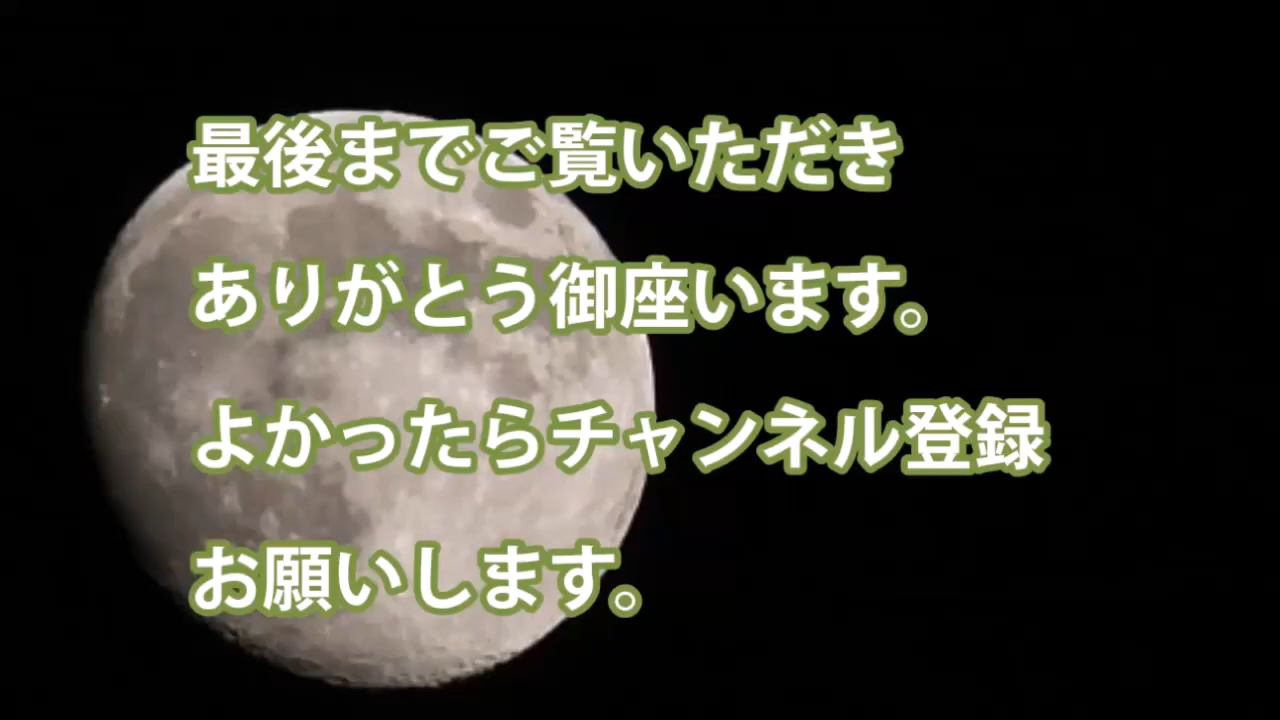 最後までご覧いただき
ありがとう御座います。
よかったらチャンネル登録
お願いします。